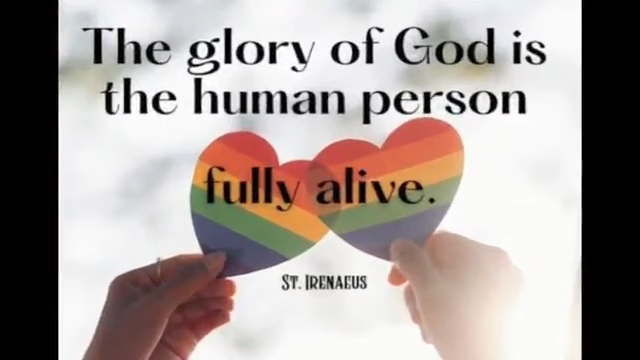 The glory of God is
the human person
fully alive.
St. Irenaeus